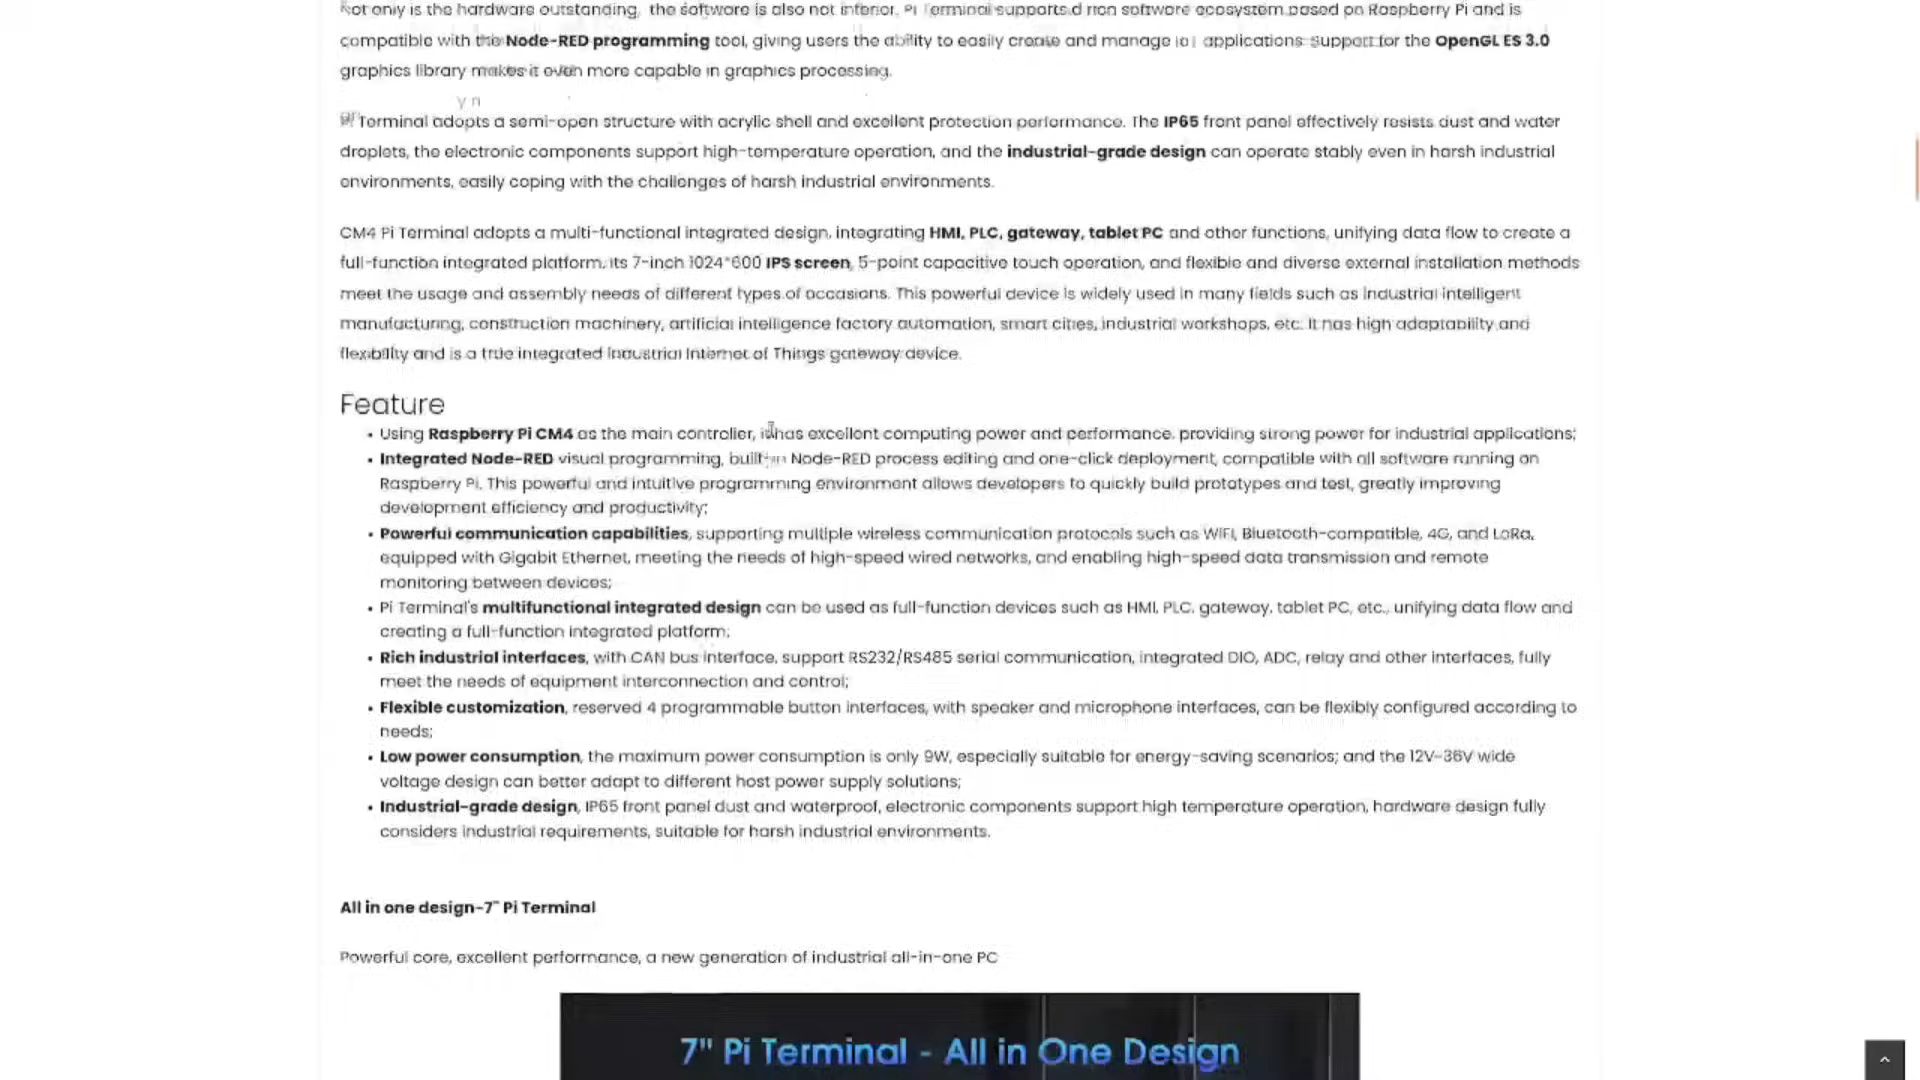 Not only is the hardware outstanding, the software is also not inferior. Pi Terminal supports a rich software ecosystem based on Raspberry Pi and is
compatible with the Node-RED programming tool, giving users the ability to easily create and manage IoT applications. Support for the OpenGL ES 3.0
graphics library makes it even more capable in graphics processing.
Pi Terminal adopts a semi-open structure with acrylic shell and excellent protection performance. The IP65 front panel effectively resists dust and water
droplets, the electronic components support high-temperature operation, and the industrial-grade design can operate stably even in harsh industrial
environments, easily coping with the challenges of harsh industrial environments.
CM4 Pi Terminal adopts a multi-functional integrated design, integrating HMI, PLC, gateway, tablet PC and other functions, unifying data flow to create a
full-function integrated platform. Its 7-inch 1024*600 IPS screen, 5-point capacitive touch operation, and flexible and diverse external installation methods
meet the usage and assembly needs of different types of occasions. This powerful device is widely used in many fields such as industrial intelligent
manufacturing, construction machinery, artificial intelligence factory automation, smart cities, industrial workshops, etc. It has high adaptability and
flexibility and is a true integrated Industrial Internet of Things gateway device.
Feature
• Using Raspberry Pi CM4 as the main controller, it has excellent computing power and performance, providing strong power for industrial applications;
• Integrated Node-RED visual programming, built-in Node-RED process editing and one-click deployment, compatible with all software running on
Raspberry Pi. This powerful and intuitive programming environment allows developers to quickly build prototypes and test, greatly improving
development efficiency and productivity;
• Powerful communication capabilities, supporting multiple wireless communication protocols such as WiFi, Bluetooth-compatible, 4G, and LoRa,
equipped with Gigabit Ethernet, meeting the needs of high-speed wired networks, and enabling high-speed data transmission and remote
monitoring between devices;
• Pi Terminal's multifunctional integrated design can be used as full-function devices such as HMI, PLC, gateway, tablet PC, etc., unifying data flow and
creating a full-function integrated platform;
• Rich industrial interfaces, with CAN bus interface, support RS232/RS485 serial communication, integrated DIO, ADC, relay and other interfaces, fully
meet the needs of equipment interconnection and control;
• Flexible customization, reserved 4 programmable button interfaces, with speaker and microphone interfaces, can be flexibly configured according to
needs;
• Low power consumption, the maximum power consumption is only 9W, especially suitable for energy-saving scenarios; and the 12V-36V wide
voltage design can better adapt to different host power supply solutions;
• Industrial-grade design, IP65 front panel dust and waterproof, electronic components support high temperature operation, hardware design fully
considers industrial requirements, suitable for harsh industrial environments.
All in one design-7" Pi Terminal
Powerful core, excellent performance, a new generation of industrial all-in-one PC
7" Pi Terminal - All in One Design